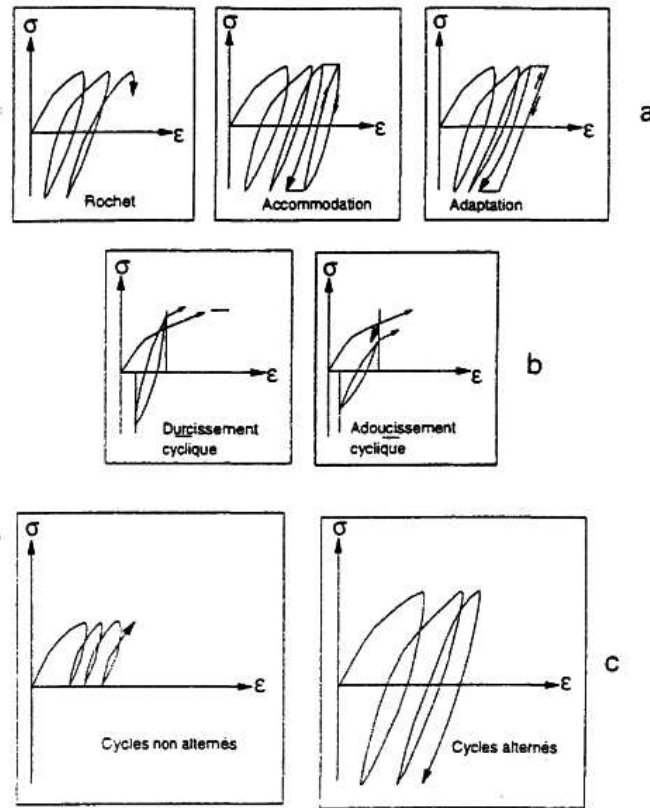 σ
ε
Rochet
σ
ε
Accommodation
σ
ε
Adaptation
a
σ
ε
Durcissement
cyclique
σ
ε
Adoucissement
cyclique
b
σ
ε
Cycles non alternés
σ
ε
Cycles alternés
c